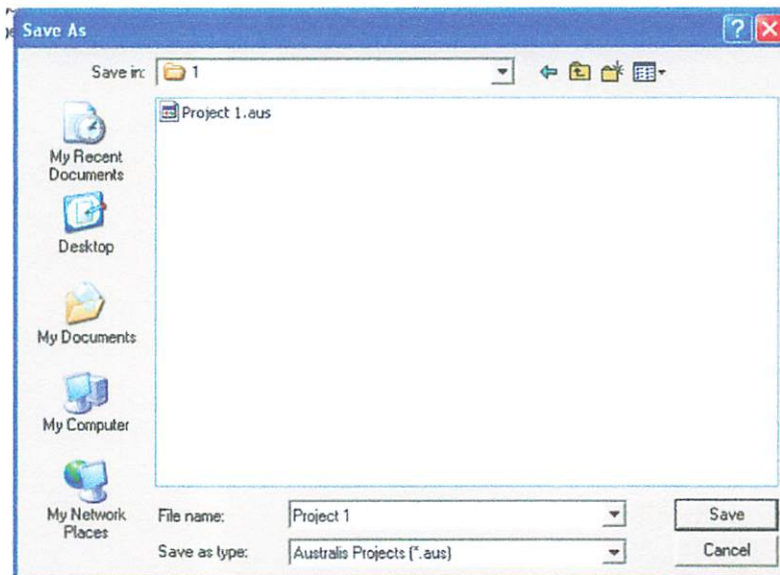 Save As
Save in: 1
Project 1.aus
My Recent
Documents
Desktop
My Documents
My Computer
My Network
Places
File name: Project 1 Save
Save as type: Australis Projects (*.aus) Cancel